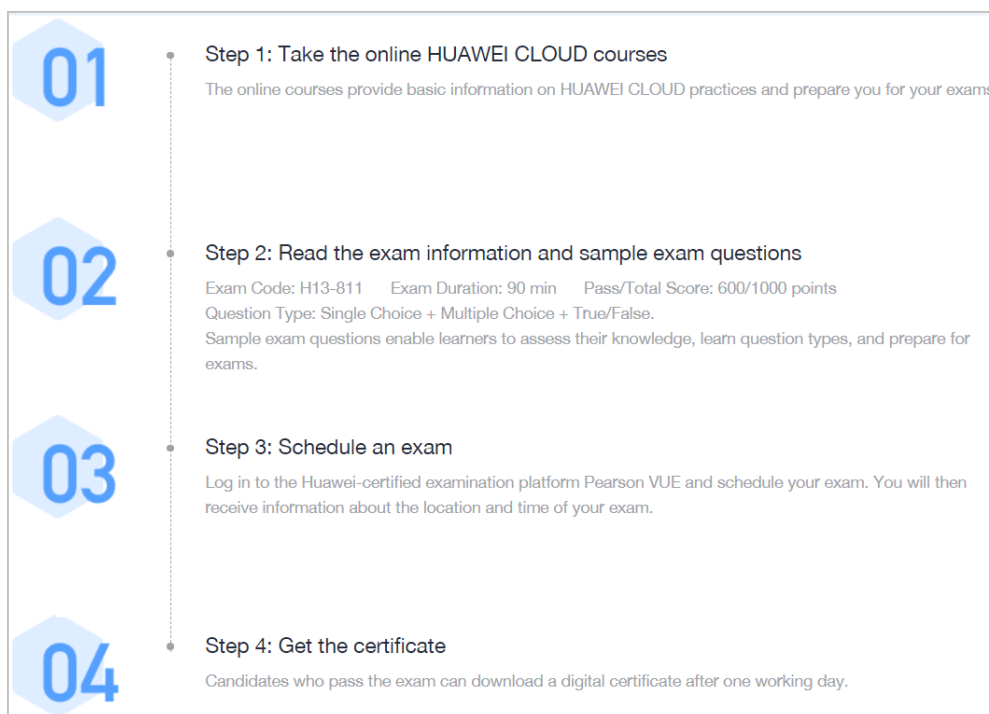 01
Step 1: Take the online HUAWEI CLOUD courses
The online courses provide basic information on HUAWEI CLOUD practices and prepare you for your exams
02
Step 2: Read the exam information and sample exam questions
Exam Code: H13-811 Exam Duration: 90 min Pass/Total Score: 600/1000 points
Question Type: Single Choice + Multiple Choice + True/False.
Sample exam questions enable learners to assess their knowledge, learn question types, and prepare for
exams.
03
Step 3: Schedule an exam
Log in to the Huawei-certified examination platform Pearson VUE and schedule your exam. You will then
receive information about the location and time of your exam.
04
Step 4: Get the certificate
Candidates who pass the exam can download a digital certificate after one working day.